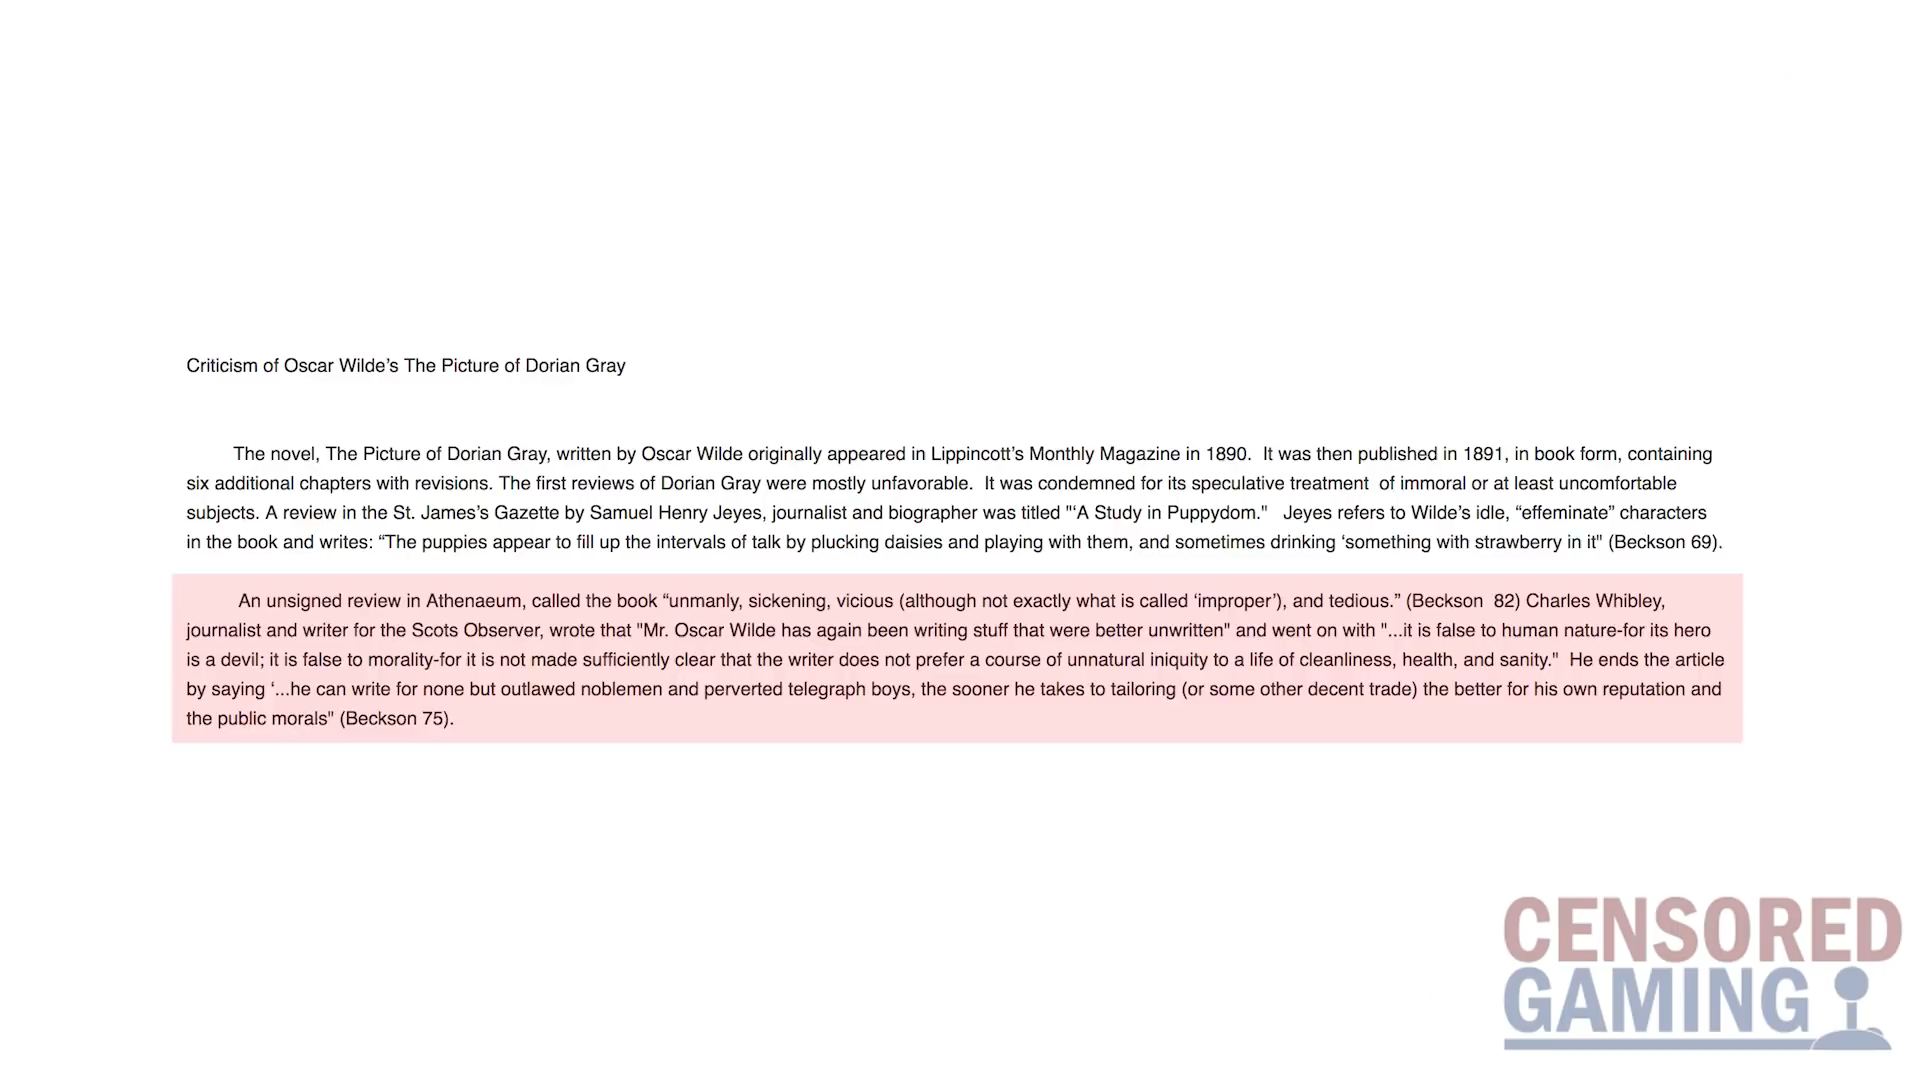 Criticism of Oscar Wilde’s The Picture of Dorian Gray
The novel, The Picture of Dorian Gray, written by Oscar Wilde originally appeared in Lippincott’s Monthly Magazine in 1890.  It was then published in 1891, in book form, containing
six additional chapters with revisions. The first reviews of Dorian Gray were mostly unfavorable.  It was condemned for its speculative treatment  of immoral or at least uncomfortable
subjects. A review in the St. James’s Gazette by Samuel Henry Jeyes, journalist and biographer was titled "‘A Study in Puppydom."   Jeyes refers to Wilde’s idle, “effeminate” characters
in the book and writes: “The puppies appear to fill up the intervals of talk by plucking daisies and playing with them, and sometimes drinking ‘something with strawberry in it" (Beckson 69).
An unsigned review in Athenaeum, called the book “unmanly, sickening, vicious (although not exactly what is called ‘improper’), and tedious.” (Beckson  82) Charles Whibley,
journalist and writer for the Scots Observer, wrote that "Mr. Oscar Wilde has again been writing stuff that were better unwritten" and went on with "...it is false to human nature-for its hero
is a devil; it is false to morality-for it is not made sufficiently clear that the writer does not prefer a course of unnatural iniquity to a life of cleanliness, health, and sanity."  He ends the article
by saying ‘...he can write for none but outlawed noblemen and perverted telegraph boys, the sooner he takes to tailoring (or some other decent trade) the better for his own reputation and
the public morals" (Beckson 75).
CENSORED
GAMING